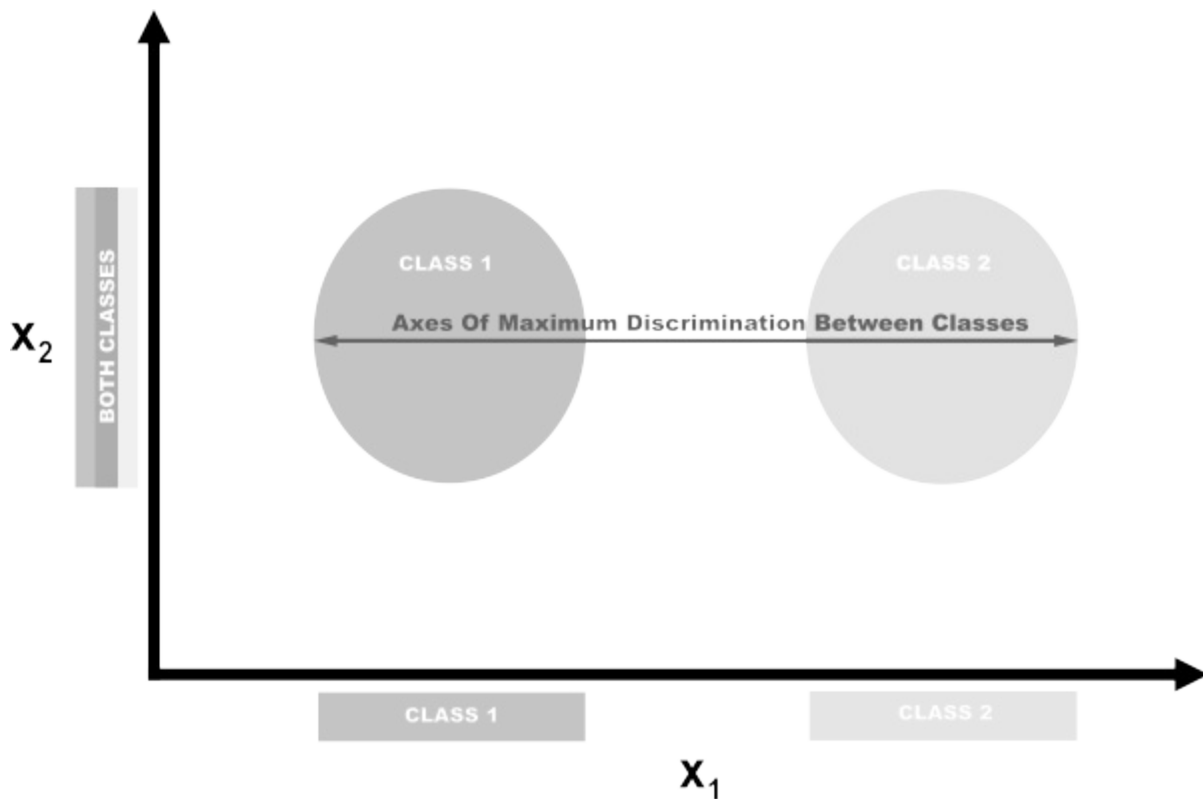 CLASS 1
CLASS 2
Axes Of Maximum Discrimination Between Classes
X2
BOTH CLASSES
CLASS 1
CLASS 2
X1